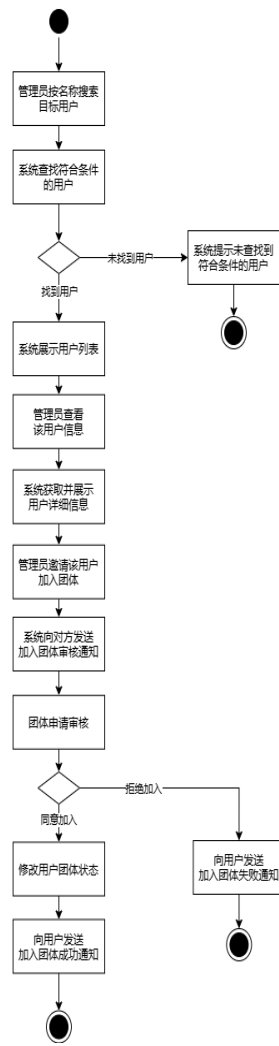 管理员按名称搜索
目标用户
系统查找符合条件
的用户
未找到用户
系统提示未查找到
符合条件的用户
找到用户
系统展示用户列表
管理员查看
该用户信息
系统获取并展示
用户详细信息
管理员邀请该用户
加入团体
系统向对方发送
加入团体审核通知
团体申请审核
拒绝加入
同意加入
修改用户团体状态
向用户发送
加入团体失败通知
向用户发送
加入团体成功通知